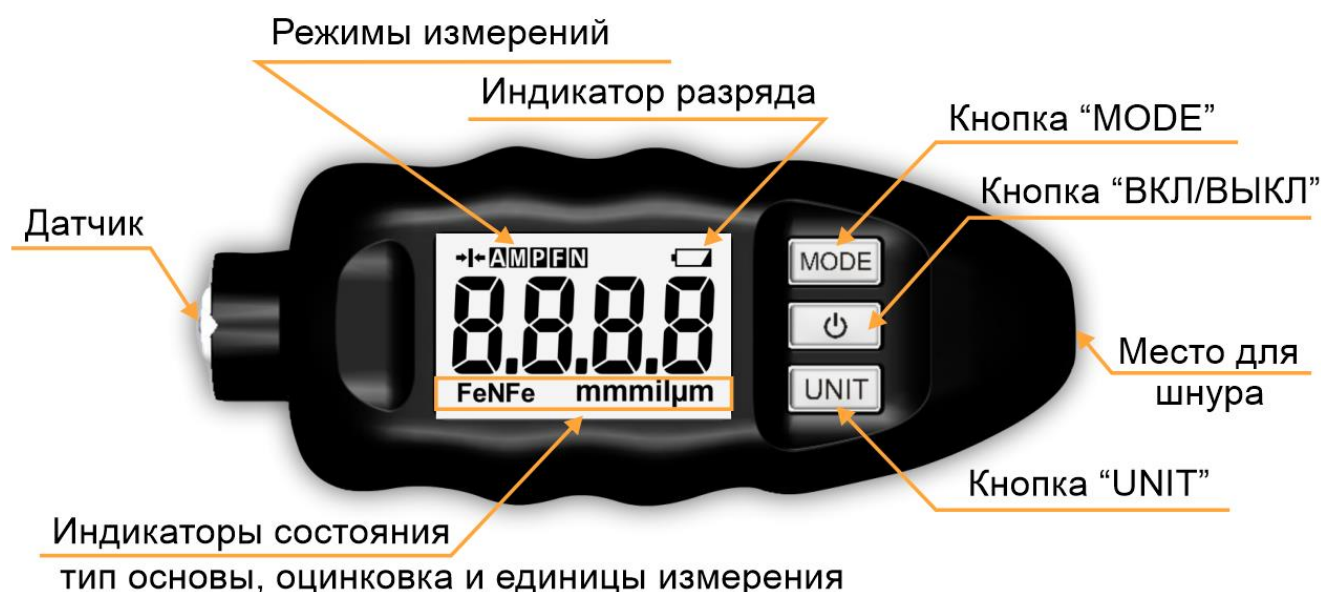 Режимы измерений
Индикатор разряда
Кнопка “MODE”
Кнопка “ВКЛ/ВЫКЛ”
Датчик
AMPFN
MODE
8.8.8.8
Место для
шнура
FeNFe mmmilµm
UNIT
Кнопка “UNIT”
Индикаторы состояния
тип основы, оцинковка и единицы измерения